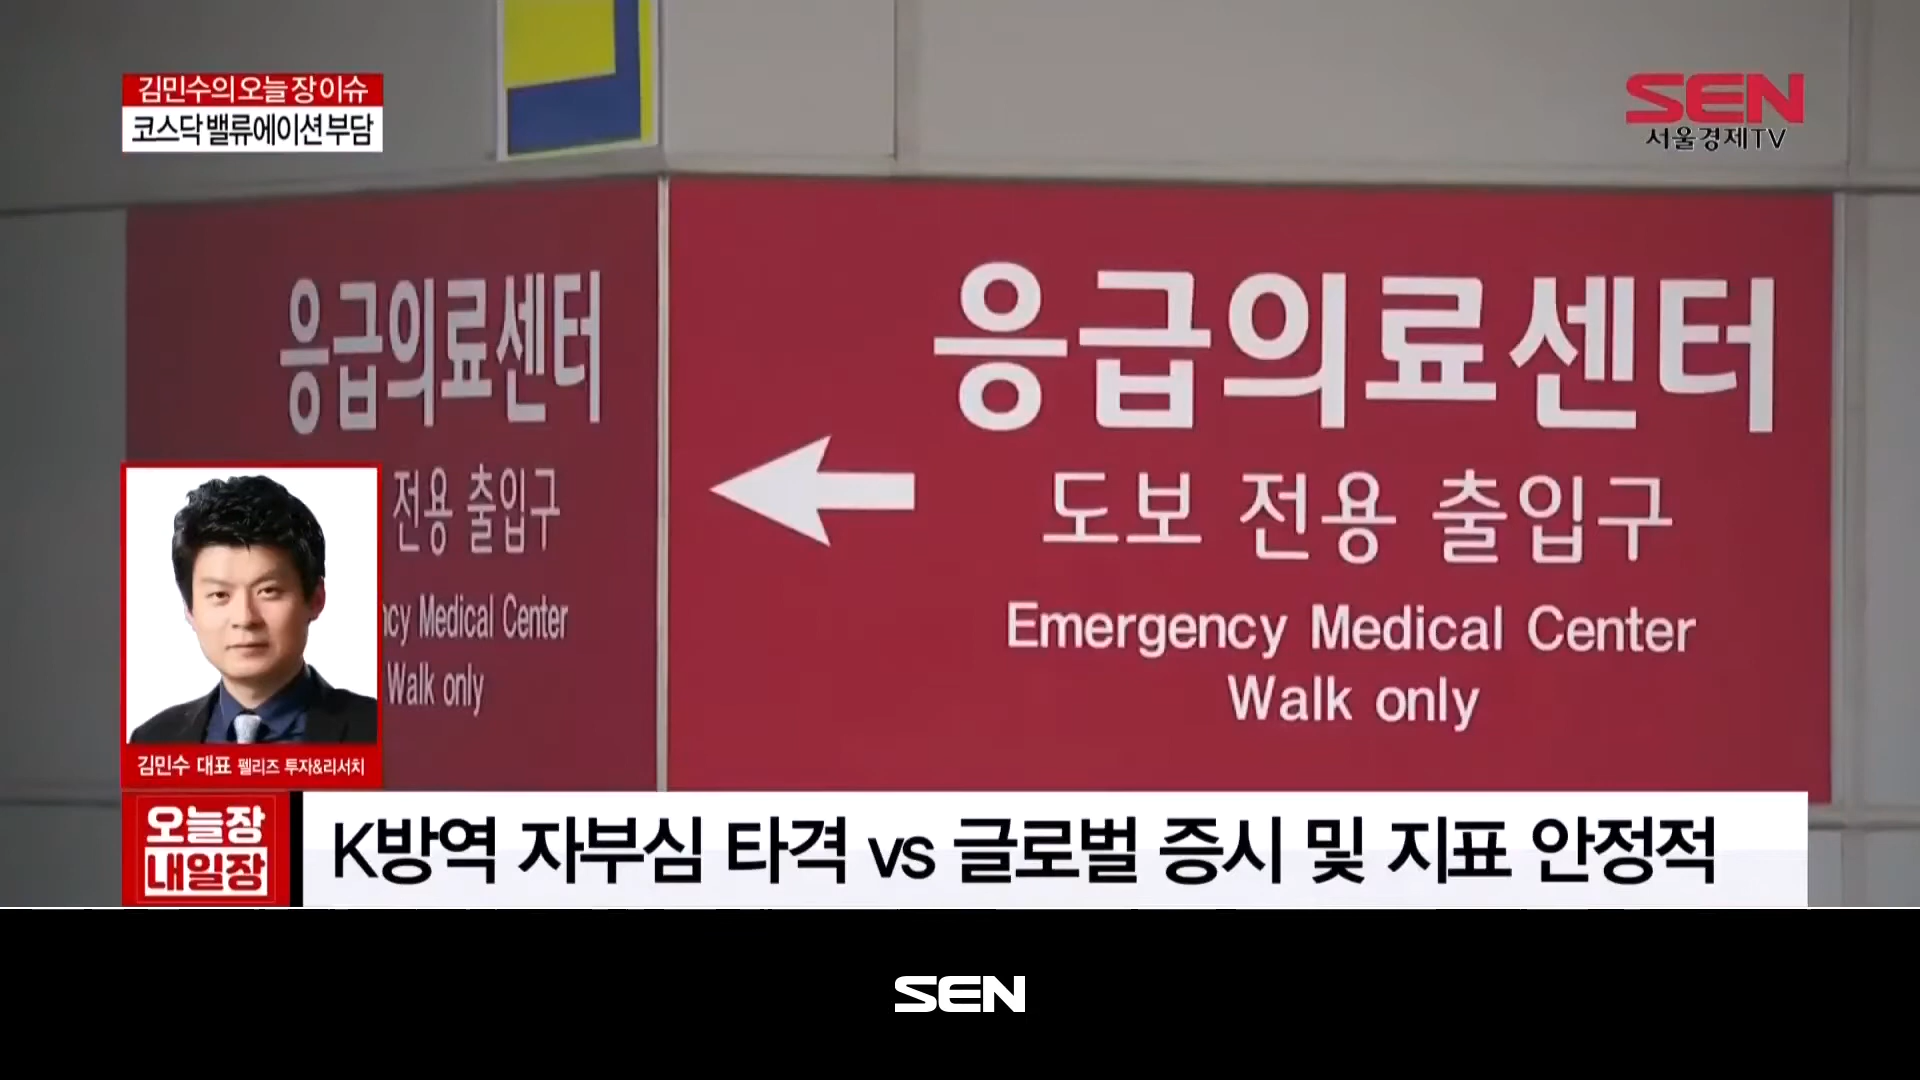 김민수의 오늘 장 이슈
코스닥 밸류에이션 부담
SEN
서울경제TV
응급의료센터
전용 출입구
ncy Medical Center
Walk only
응급의료센터
도보 전용 출입구
Emergency Medical Center
Walk only
김민수 대표 펠리즈 투자&리서치
오늘장
내일장
K방역 자부심 타격 vs 글로벌 증시 및 지표 안정적
SEN